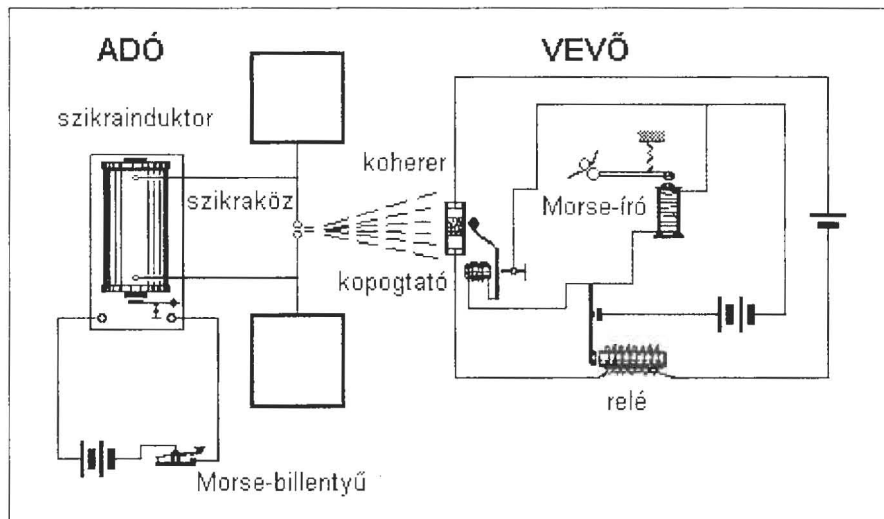 ADÓ
szikrainduktor
szikraköz
Morse-billentyű
VEVŐ
koherer
kopogtató
Morse-író
relé